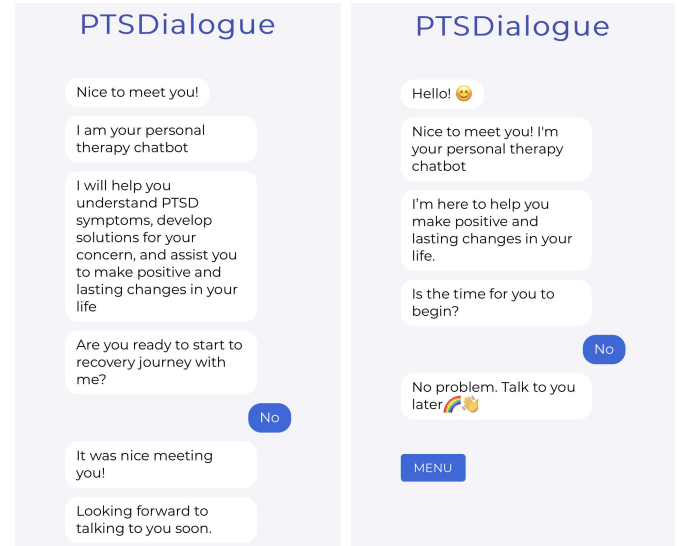 PTSDialogue
Nice to meet you!
I am your personal
therapy chatbot
I will help you
understand PTSD
symptoms, develop
solutions for your
concern, and assist you
to make positive and
lasting changes in your
life
Are you ready to start to
recovery journey with
me?
No
It was nice meeting
you!
Looking forward to
talking to you soon.
PTSDialogue
Hello! 😊
Nice to meet you! I'm
your personal therapy
chatbot
I’m here to help you
make positive and
lasting changes in your
life.
Is the time for you to
begin?
No
No problem. Talk to you
later🌈👋
MENU